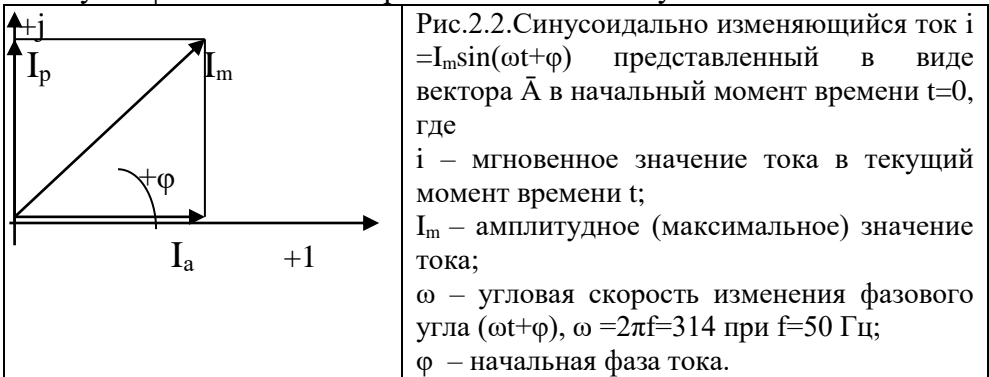 +j
Iр
Im
+φ
Iа
+1
Рис.2.2.Синусоидально изменяющийся ток i
=Imsin(ωt+φ) представленный в виде
вектора Ā в начальный момент времени t=0,
где
i – мгновенное значение тока в текущий
момент времени t;
Im – амплитудное (максимальное) значение
тока;
ω – угловая скорость изменения фазового
угла (ωt+φ), ω =2πf=314 при f=50 Гц;
φ – начальная фаза тока.